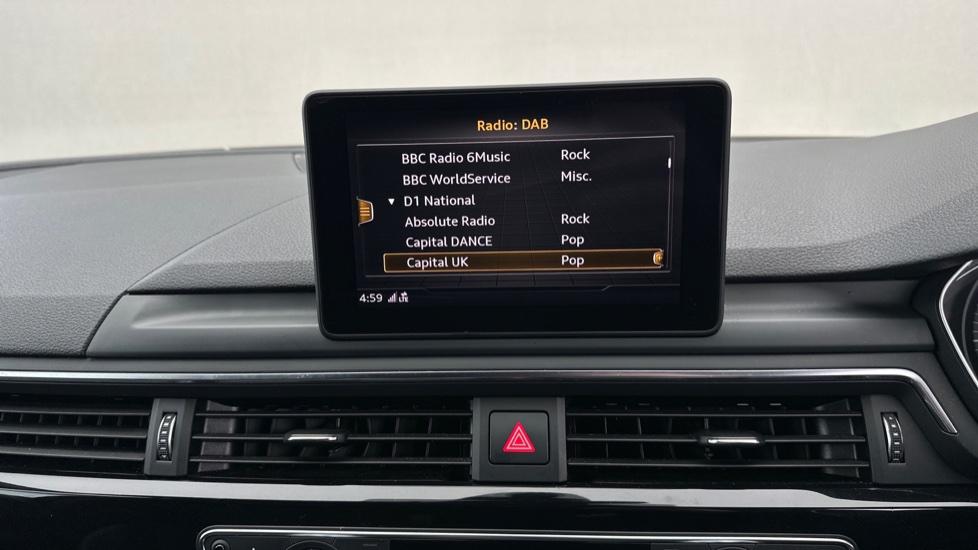 Radio: DAB
BBC Radio 6Music Rock
BBC WorldService Misc.
▼ D1 National
Absolute Radio Rock
Capital DANCE Pop
Capital UK Pop
4:59 LTE